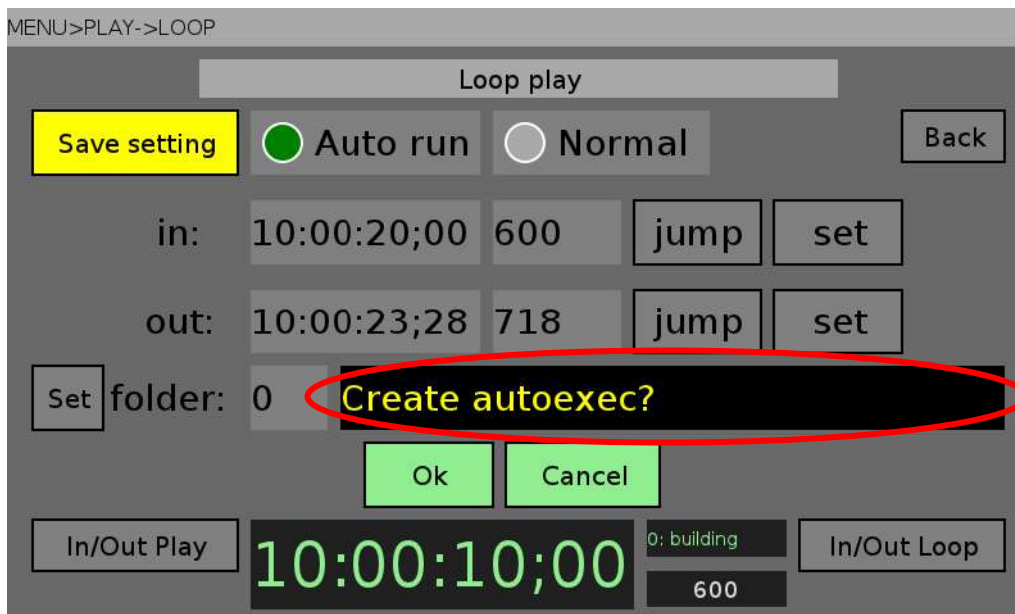 MENU>PLAY->LOOP
Loop play
Save setting Auto run Normal Back
in: 10:00:20;00 600 jump set
out: 10:00:23;28 718 jump set
Set folder: 0 Create autoexec?
Ok Cancel
In/Out Play 10:00:10;00 0: building In/Out Loop
600